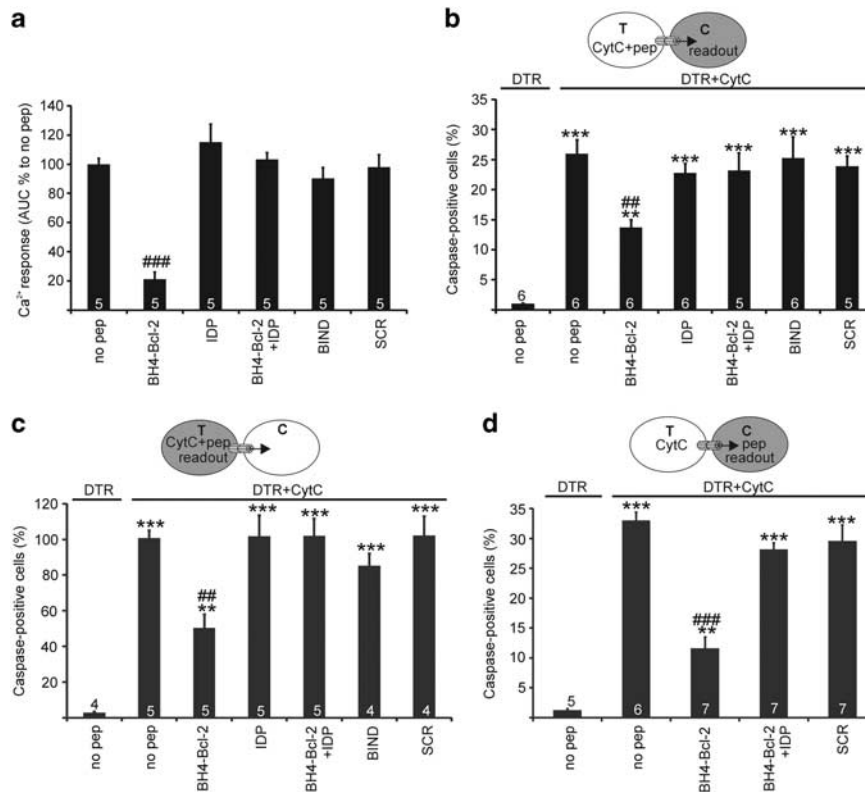 a
Ca²⁺ response (AUC % to no pep)
140
120
100
80
60
40
20
###
5 5 5 5 5 5
no pep
BH4-Bcl-2
IDP
BH4-Bcl-2
+IDP
BIND
SCR
b
T
CytC+pep
C
readout
DTR
DTR+CytC
Caspase-positive cells (%)
35
30
25
20
15
10
5
***
##
**
***
***
***
***
6 6 6 6 5 6 5
no pep
no pep
BH4-Bcl-2
IDP
BH4-Bcl-2
+IDP
BIND
SCR
c
T
CytC+pep
readout
C
DTR
DTR+CytC
Caspase-positive cells (%)
120
100
80
60
40
20
***
##
**
***
***
***
***
4 5 5 5 5 4 4
no pep
no pep
BH4-Bcl-2
IDP
BH4-Bcl-2
+IDP
BIND
SCR
d
T
CytC
C
pep
readout
DTR
DTR+CytC
Caspase-positive cells (%)
35
30
25
20
15
10
5
***
###
**
***
***
5 6 7 7 7
no pep
no pep
BH4-Bcl-2
BH4-Bcl-2
+IDP
SCR